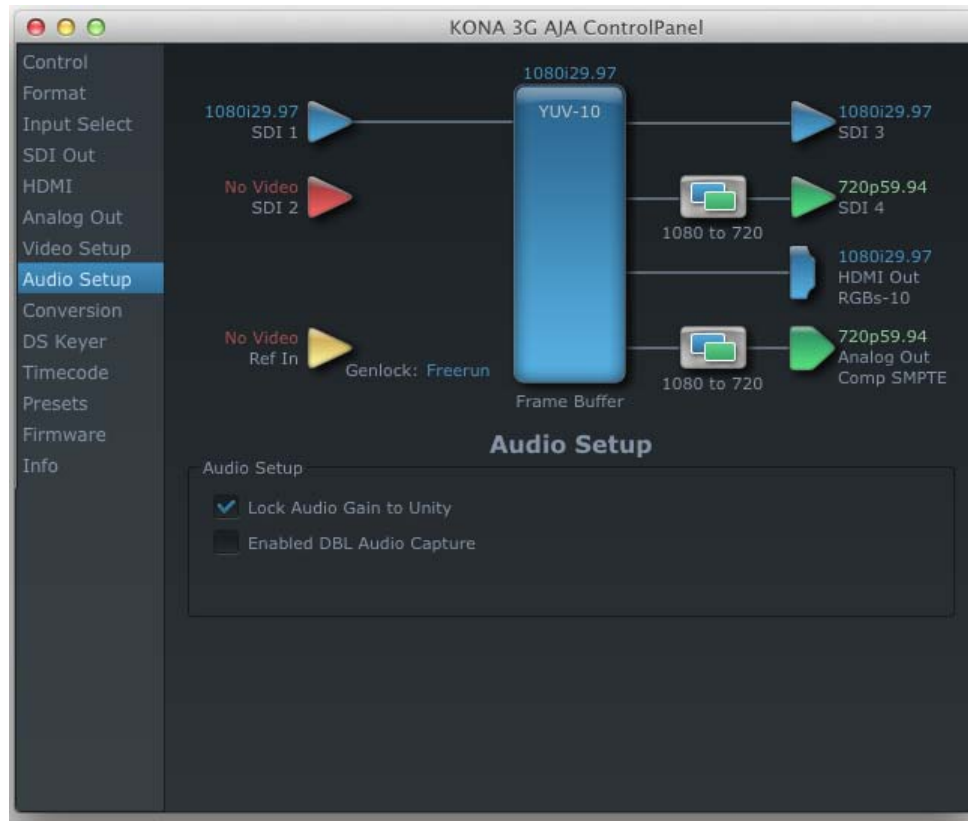 KONA 3G AJA ControlPanel
Control
Format
Input Select
SDI Out
HDMI
Analog Out
Video Setup
Audio Setup
Conversion
DS Keyer
Timecode
Presets
Firmware
Info
1080i29.97
YUV-10
Frame Buffer
1080i29.97
SDI 1
No Video
SDI 2
No Video
Ref In
Genlock: Freerun
1080i29.97
SDI 3
1080 to 720
720p59.94
SDI 4
1080i29.97
HDMI Out
RGBs-10
1080 to 720
720p59.94
Analog Out
Comp SMPTE
Audio Setup
Audio Setup
Lock Audio Gain to Unity
Enabled DBL Audio Capture